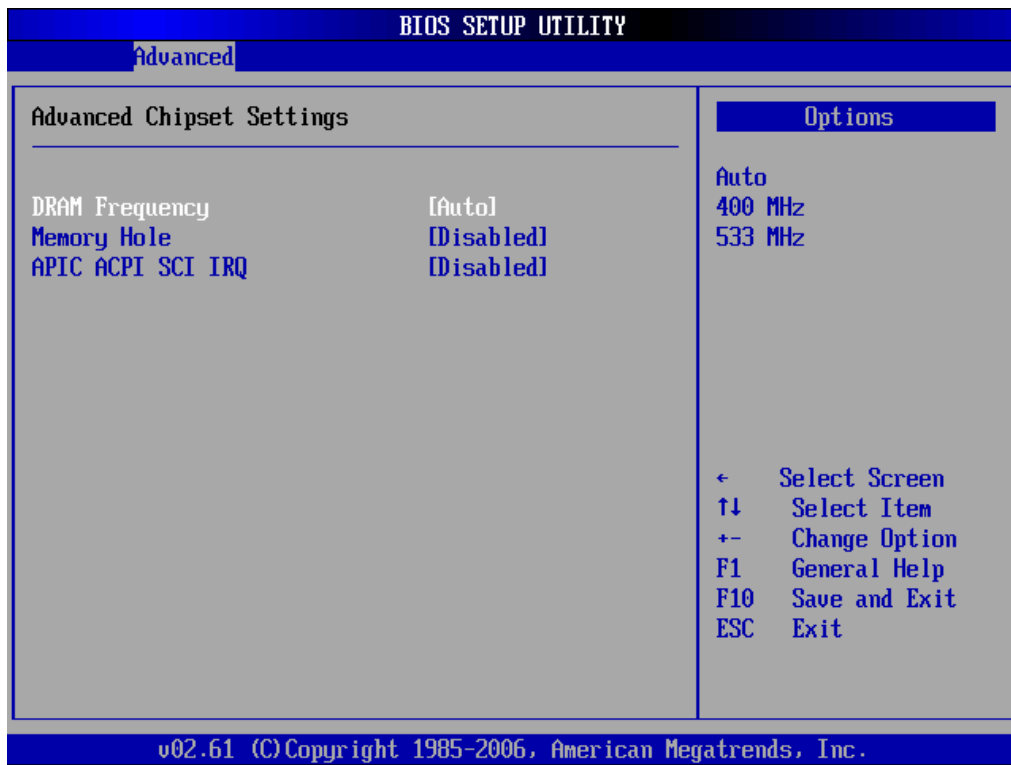 BIOS SETUP UTILITY
Advanced
Advanced Chipset Settings
DRAM Frequency [Auto]
Memory Hole [Disabled]
APIC ACPI SCI IRQ [Disabled]
Options
Auto
400 MHz
533 MHz
← Select Screen
↑↓ Select Item
+- Change Option
F1 General Help
F10 Save and Exit
ESC Exit
v02.61 (C)Copyright 1985-2006, American Megatrends, Inc.